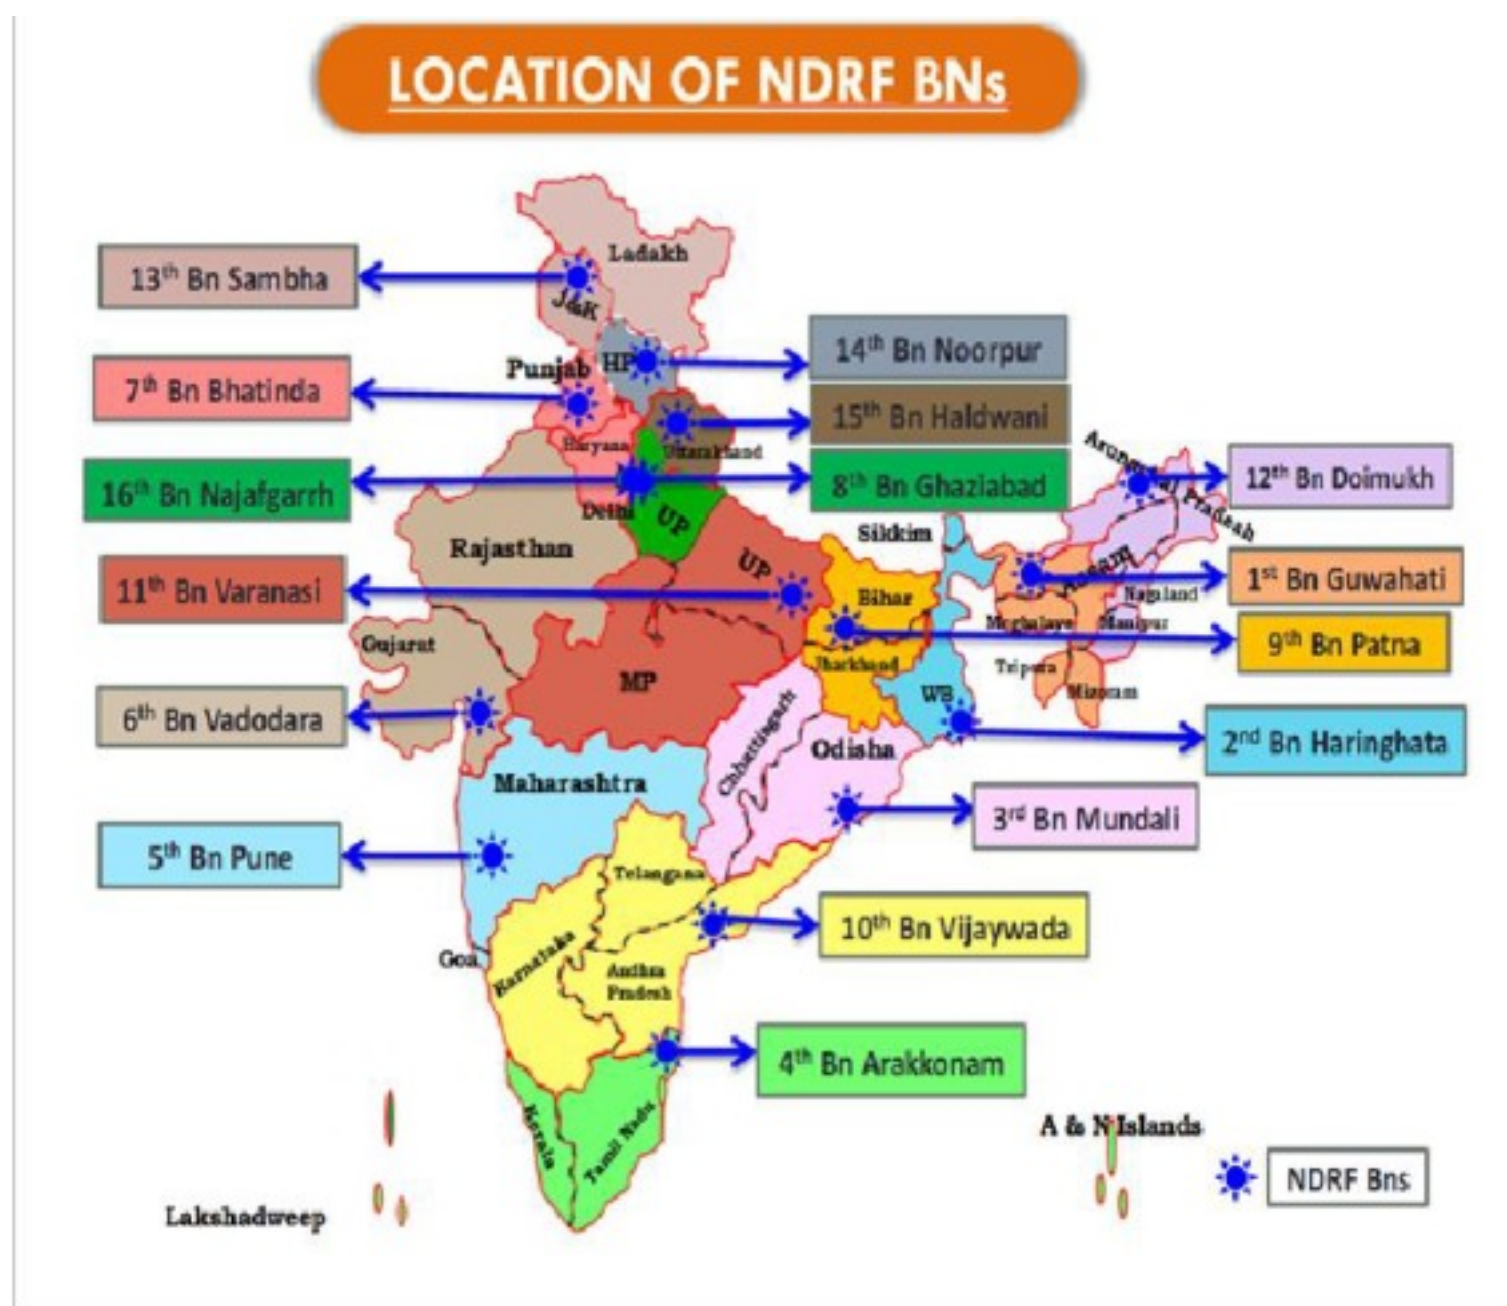 LOCATION OF NDRF BNs
Ladakh
13th Bn Sambha
J&K
14th Bn Noorpur
HP
Punjab
7th Bn Bhatinda
15th Bn Haldwani
Haryana
Uttarakhand
Arunachal Pradesh
12th Bn Doimukh
16th Bn Najafgarrh
8th Bn Ghaziabad
Delhi
UP
Sikkim
Rajasthan
UP
Assam
1st Bn Guwahati
11th Bn Varanasi
Bihar
Nagaland
Meghalaya
Manipur
9th Bn Patna
Gujarat
Jharkhand
Tripura
MP
WB
Mizoram
6th Bn Vadodara
Chhattisgarh
Odisha
2nd Bn Haringhata
Maharashtra
3rd Bn Mundali
5th Bn Pune
Telangana
10th Bn Vijaywada
Goa
Karnataka
Andhra
Pradesh
4th Bn Arakkonam
Kerala
Tamil Nadu
A & N Islands
NDRF Bns
Lakshadweep